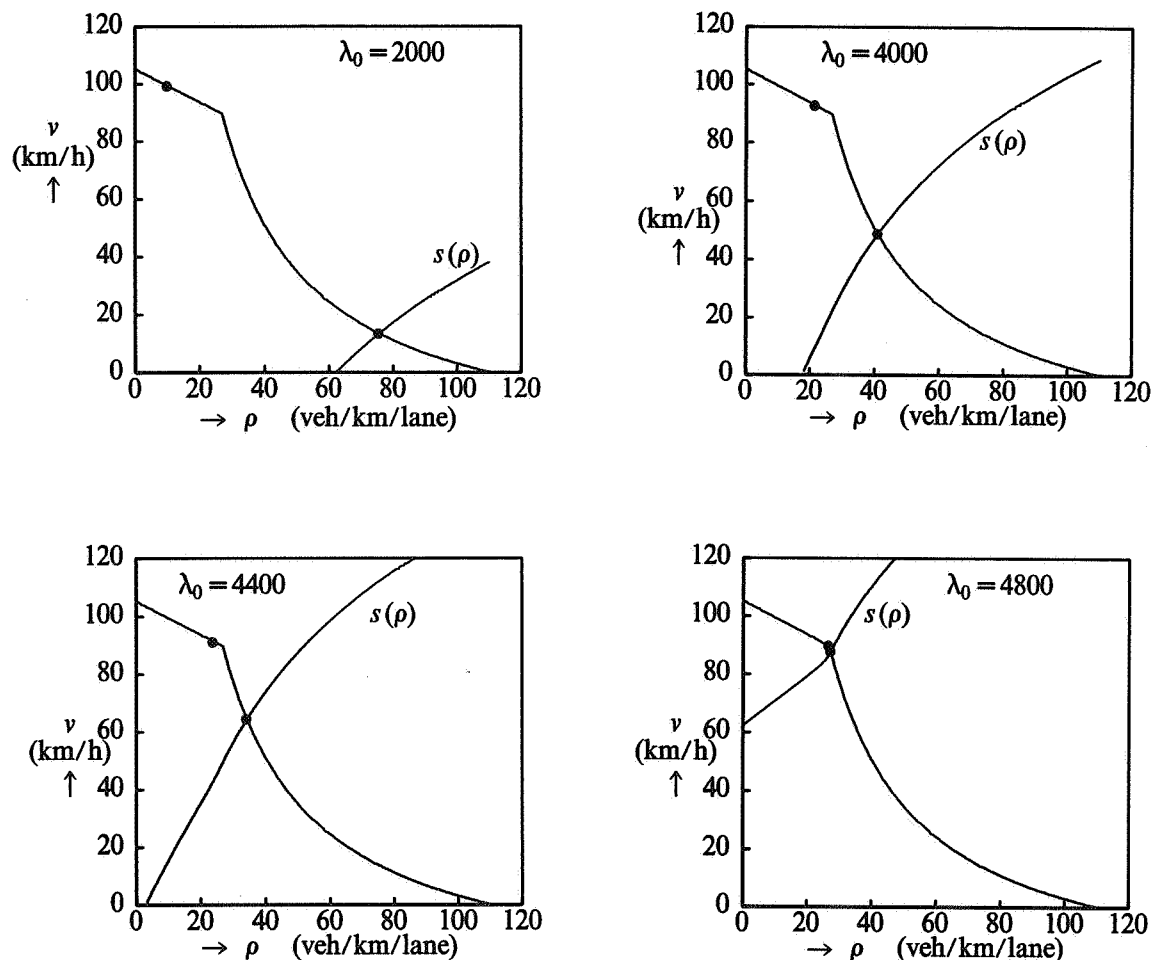 120
λ₀ = 2000
100
v
(km/h)
↑
80
60
40
s(ρ)
20
0
0 20 40 60 80 100 120
→ ρ (veh/km/lane)
120
λ₀ = 4000
100
80
s(ρ)
60
v
(km/h)
↑
40
20
0
0 20 40 60 80 100 120
→ ρ (veh/km/lane)
120
λ₀ = 4400
100
s(ρ)
80
60
v
(km/h)
↑
40
20
0
0 20 40 60 80 100 120
→ ρ (veh/km/lane)
120
λ₀ = 4800
100
s(ρ)
80
60
v
(km/h)
↑
40
20
0
0 20 40 60 80 100 120
→ ρ (veh/km/lane)